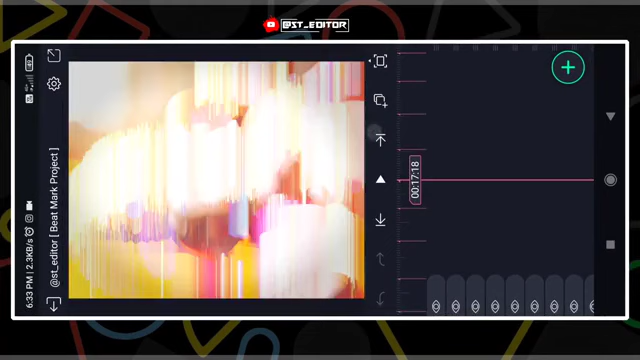 @ST_EDITOR
@st_editor [ Beat Mark Project ]
6:33 PM | 2.3KB/s
00:17:18